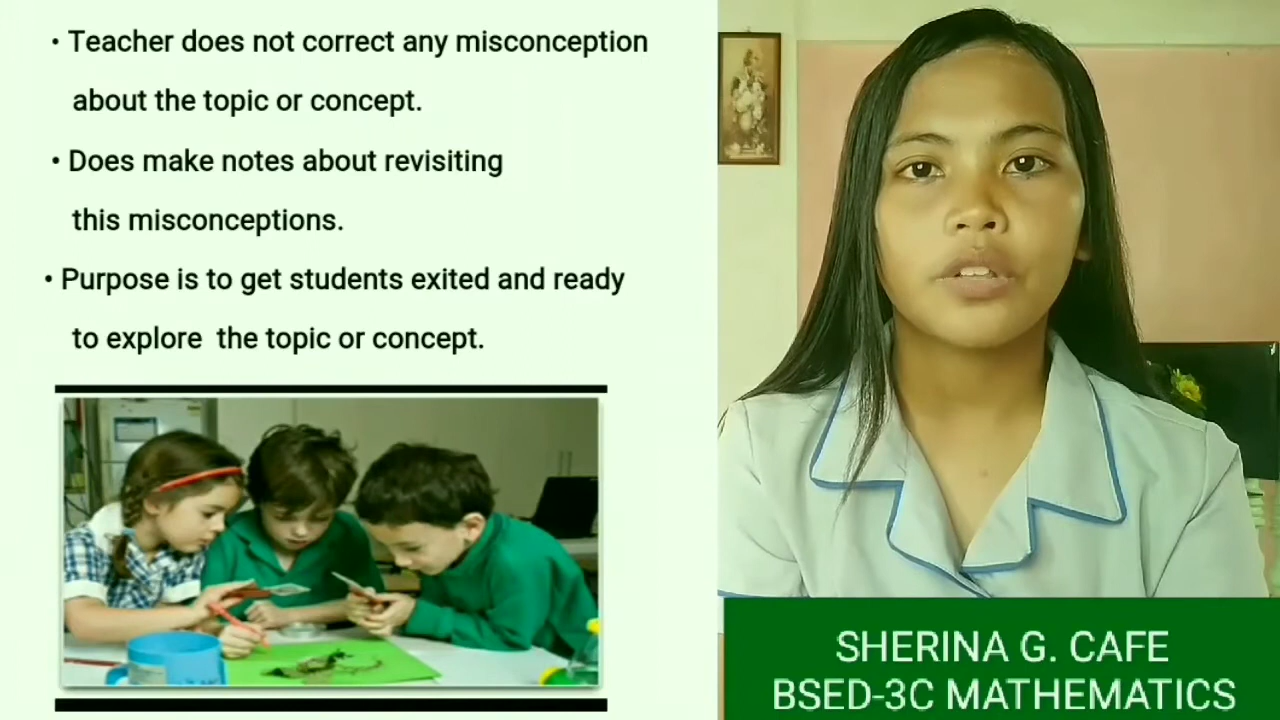 • Teacher does not correct any misconception
about the topic or concept.
• Does make notes about revisiting
this misconceptions.
• Purpose is to get students exited and ready
to explore the topic or concept.
SHERINA G. CAFE
BSED-3C MATHEMATICS